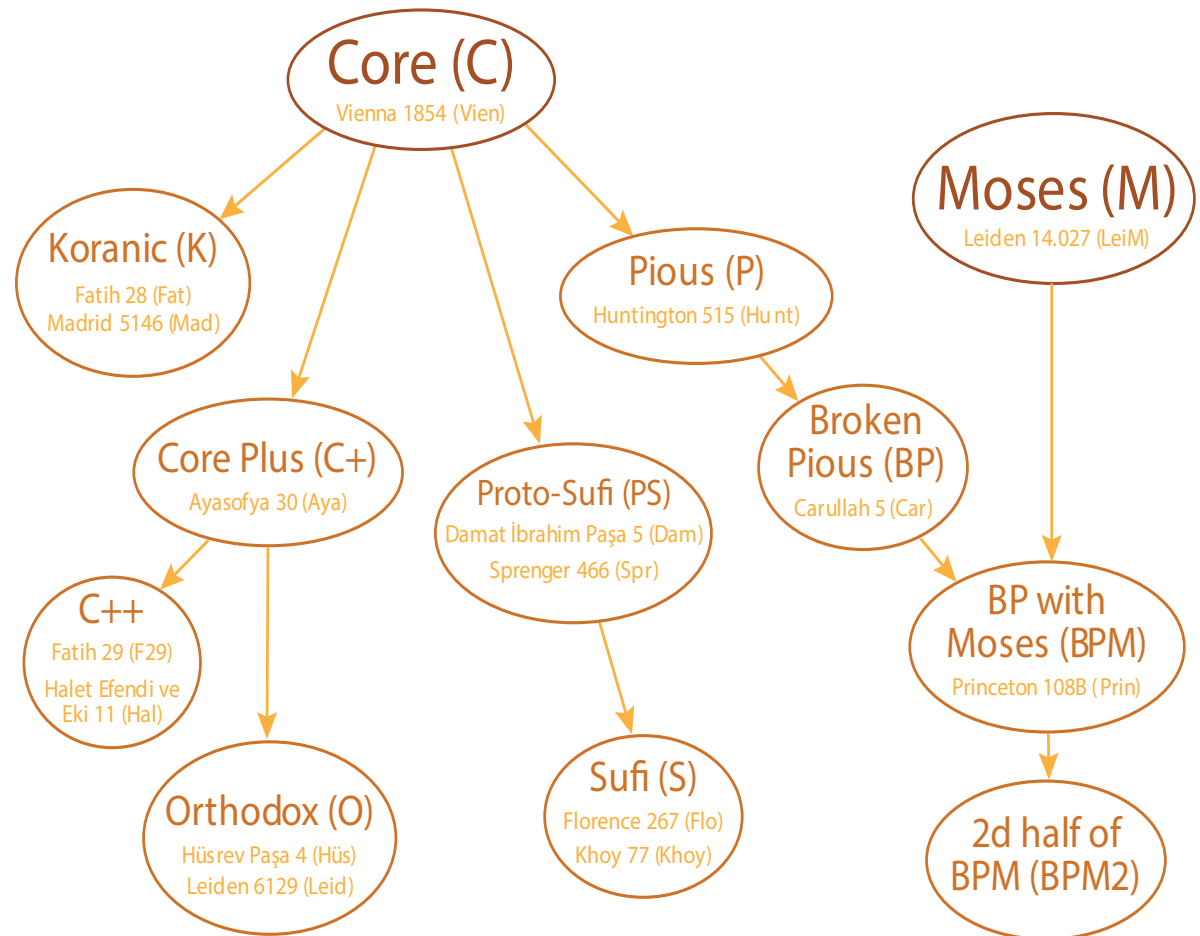 Core (C)
Vienna 1854 (Vien)
Moses (M)
Leiden 14.027 (LeiM)
Koranic (K)
Fatih 28 (Fat)
Madrid 5146 (Mad)
Pious (P)
Huntington 515 (Hunt)
Core Plus (C+)
Ayasofya 30 (Aya)
Proto-Sufi (PS)
Damat İbrahim Paşa 5 (Dam)
Sprenger 466 (Spr)
Broken
Pious (BP)
Carullah 5 (Car)
C++
Fatih 29 (F29)
Halet Efendi ve
Eki 11 (Hal)
BP with
Moses (BPM)
Princeton 108B (Prin)
Orthodox (O)
Hüsrev Paşa 4 (Hüs)
Leiden 6129 (Leid)
Sufi (S)
Florence 267 (Flo)
Khoy 77 (Khoy)
2d half of
BPM (BPM2)